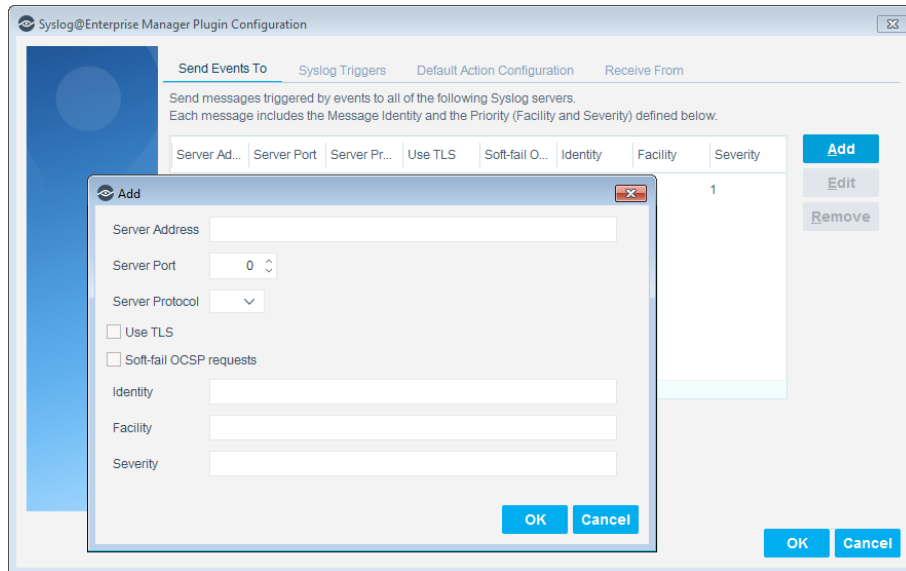 Syslog@Enterprise Manager Plugin Configuration
Send Events To Syslog Triggers Default Action Configuration Receive From
Send messages triggered by events to all of the following Syslog servers.
Each message includes the Message Identity and the Priority (Facility and Severity) defined below.
Server Ad... Server Port Server Pr... Use TLS Soft-fail O... Identity Facility Severity
1
Add
Edit
Remove
Add
Server Address
Server Port 0
Server Protocol
Use TLS
Soft-fail OCSP requests
Identity
Facility
Severity
OK Cancel
OK Cancel